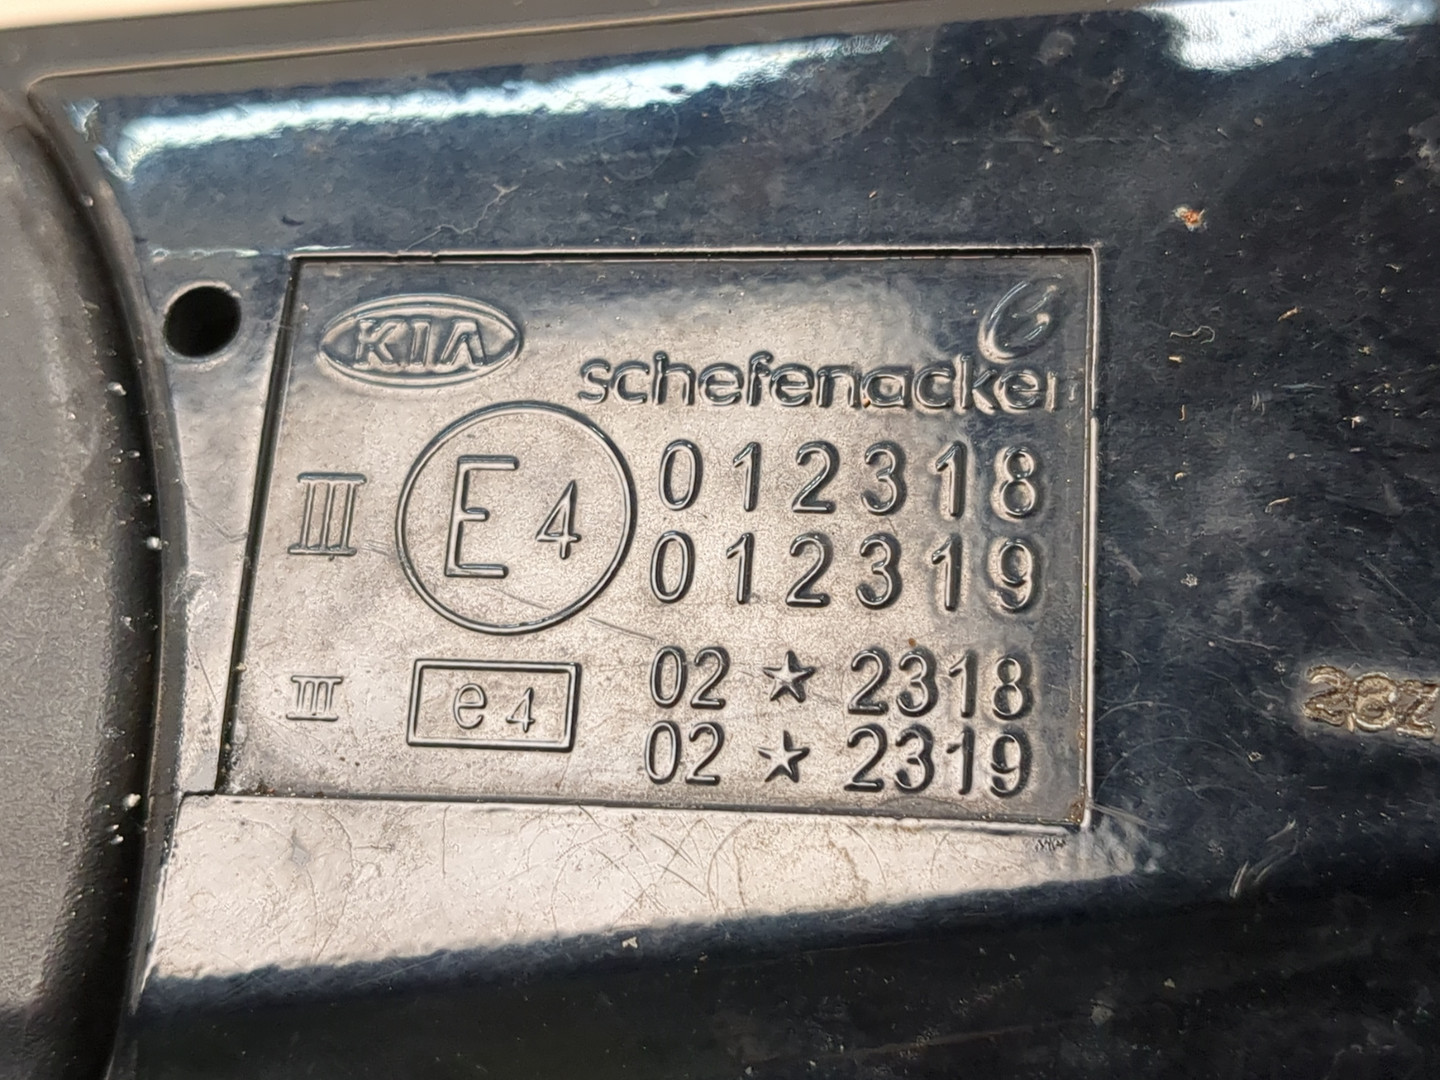 KIA
schefenacker
III E4 012318
012319
III e4 02 ★ 2318
02 ★ 2319